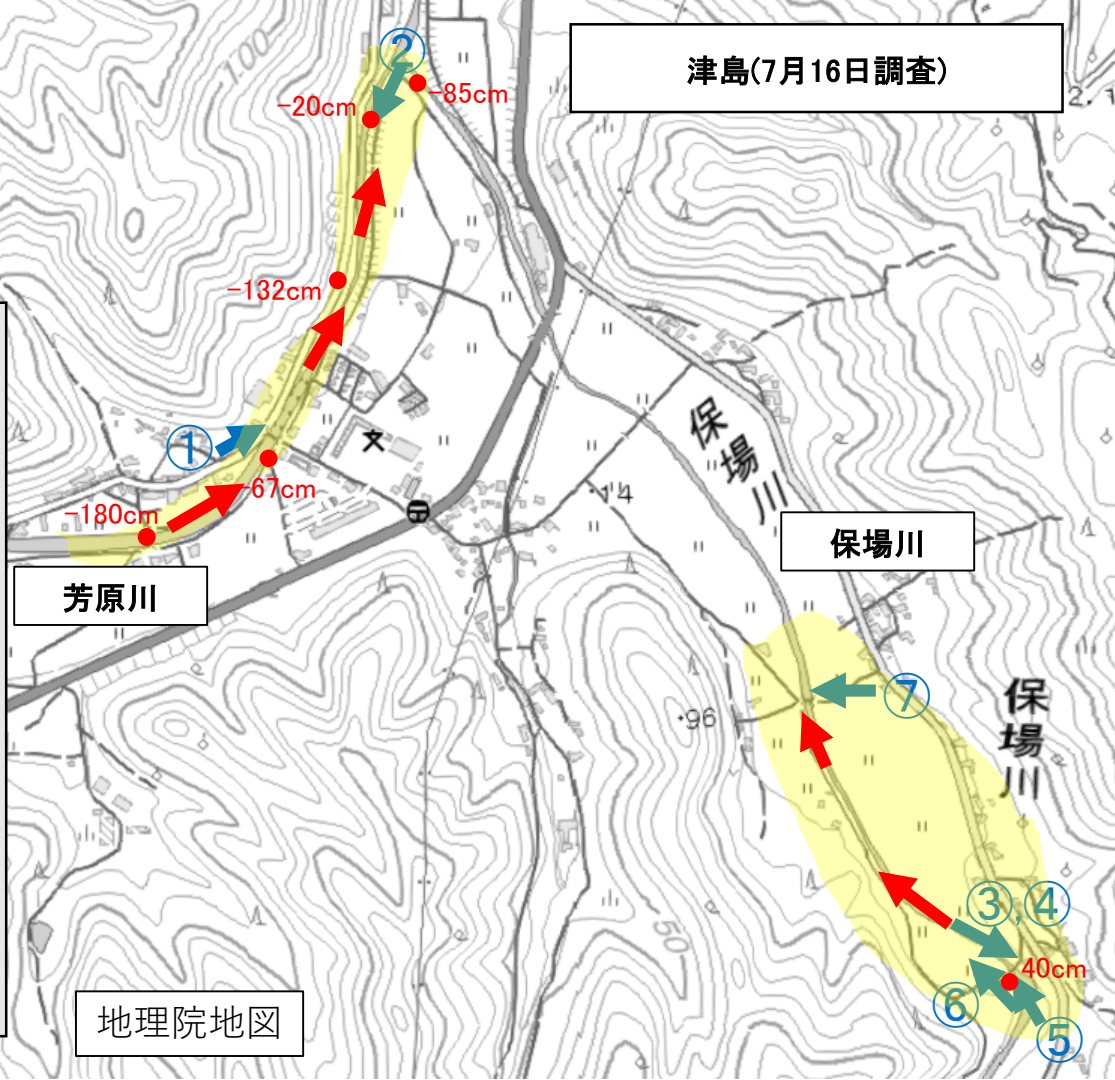 津島(7月16日調査)
100
②
-20cm
-85cm
-132cm
①
-67cm
-180cm
文
芳原川
保場川
保場川
・14
・96
⑦
保場川
③,④
40cm
⑥
⑤
50
地理院地図